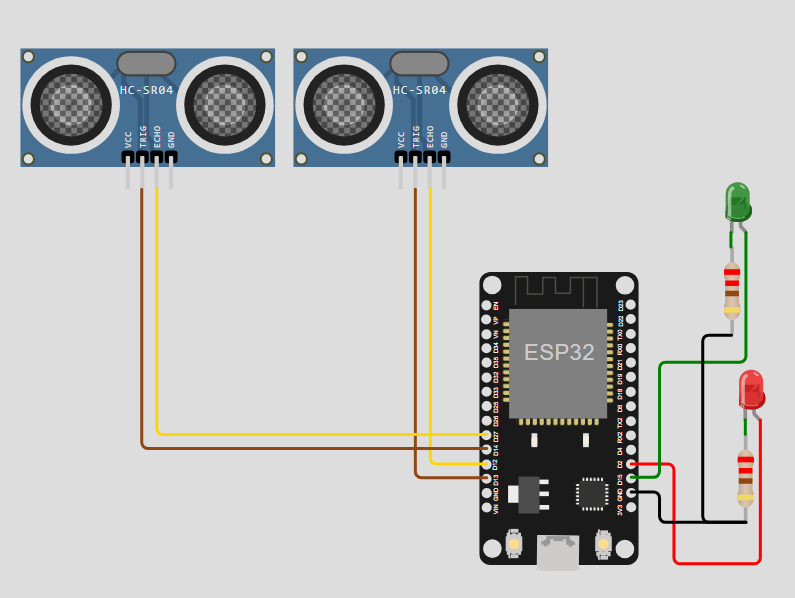 HC-SR04
VCC
TRIG
ECHO
GND
HC-SR04
VCC
TRIG
ECHO
GND
ESP32
EN
VP
VN
D34
D35
D32
D33
D25
D26
D27
D14
D12
D13
GND
VIN
D23
D22
TX0
RX0
D21
D19
D18
D5
TX2
RX2
D4
D2
D15
GND
3V3